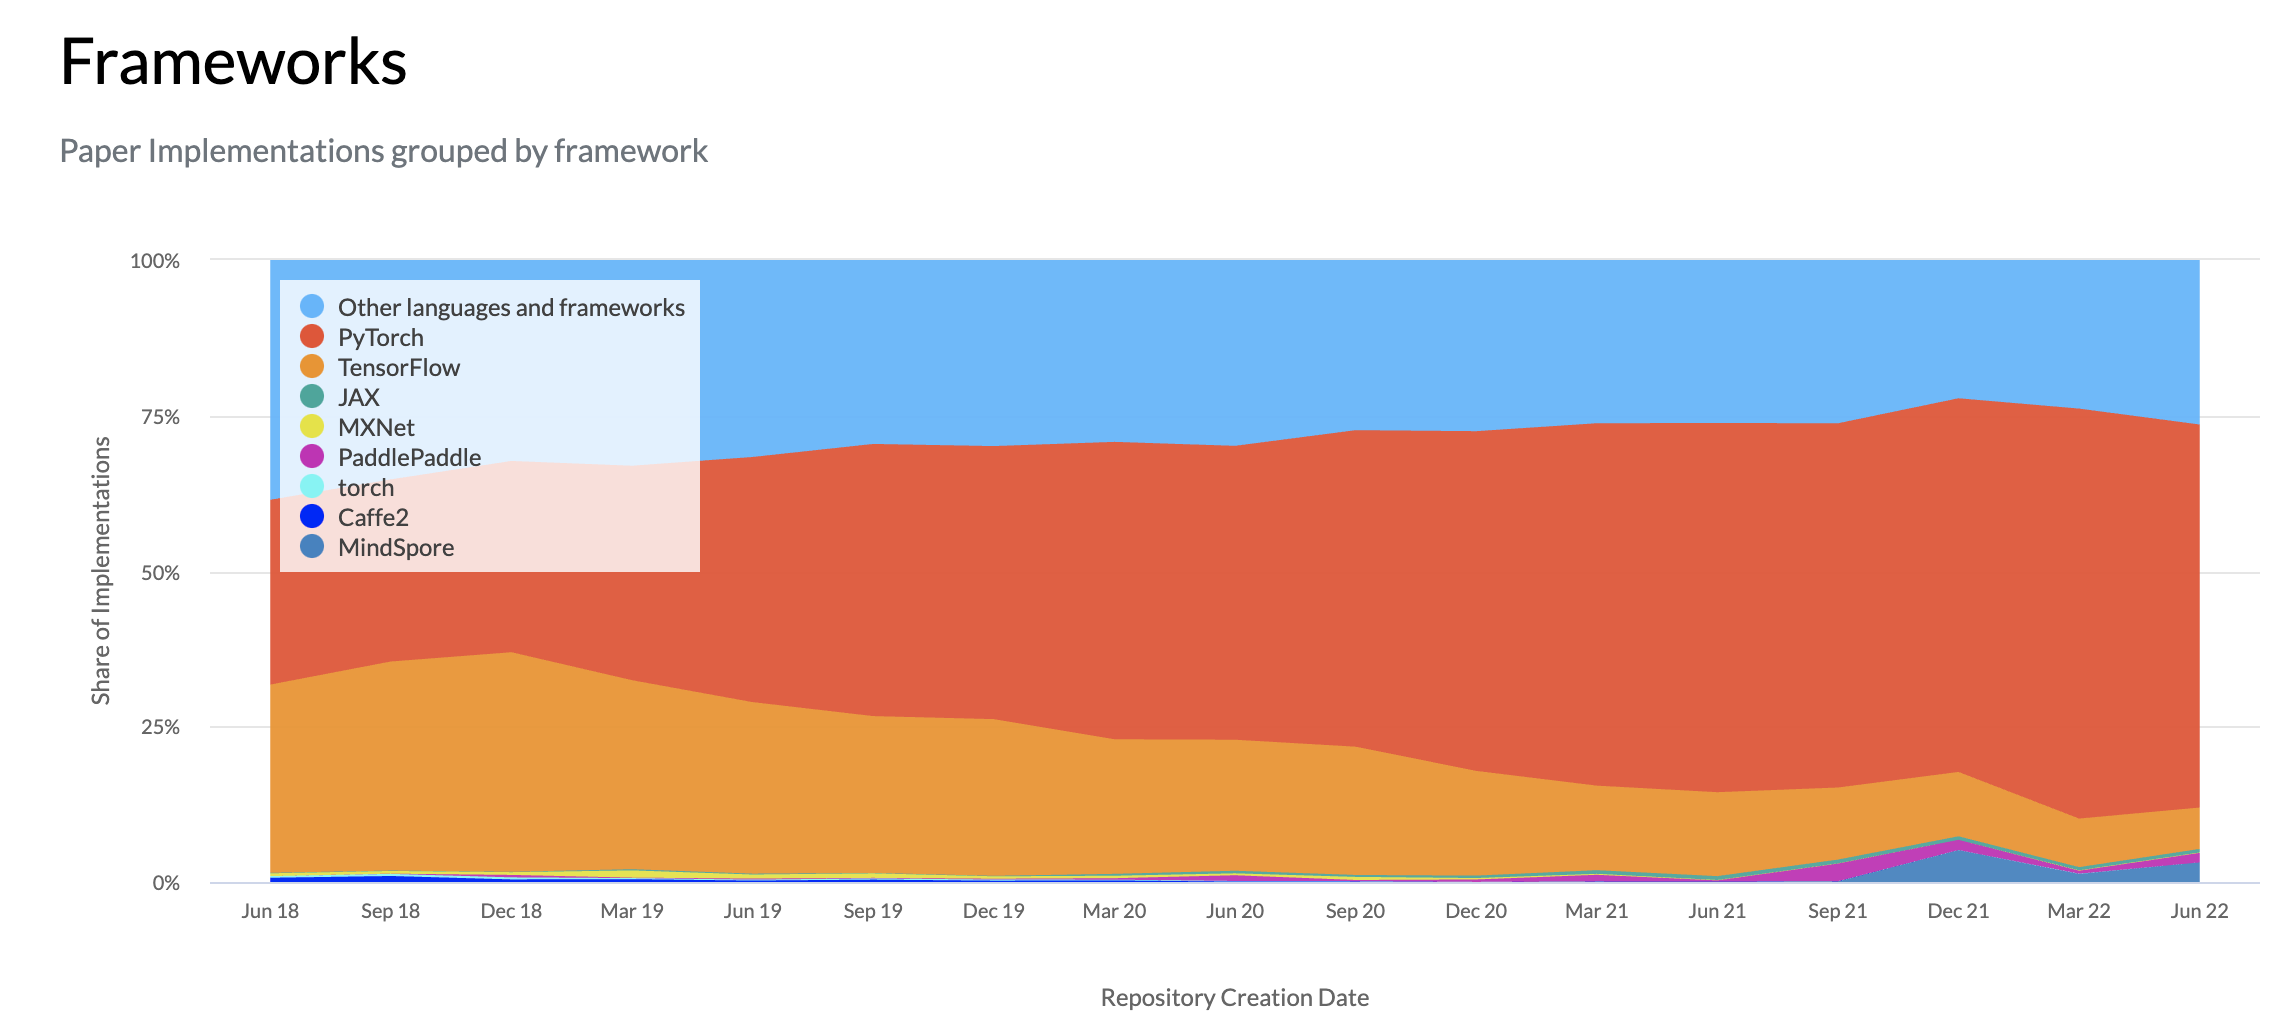 Frameworks
Paper Implementations grouped by framework
100%
75%
50%
25%
0%
Share of Implementations
Other languages and frameworks
PyTorch
TensorFlow
JAX
MXNet
PaddlePaddle
torch
Caffe2
MindSpore
Jun 18 Sep 18 Dec 18 Mar 19 Jun 19 Sep 19 Dec 19 Mar 20 Jun 20 Sep 20 Dec 20 Mar 21 Jun 21 Sep 21 Dec 21 Mar 22 Jun 22
Repository Creation Date